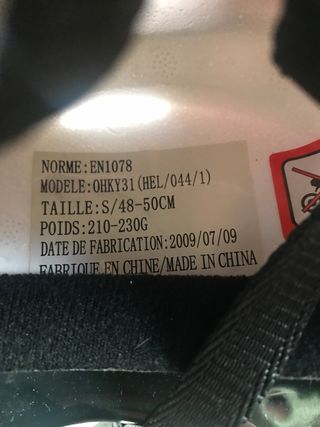 NORME:EN1078
MODELE:OHKY31(HEL/044/1)
TAILLE:S/48-50CM
POIDS:210-230G
DATE DE FABRICATION:2009/07/09
FABRIQUE EN CHINE/MADE IN CHINA